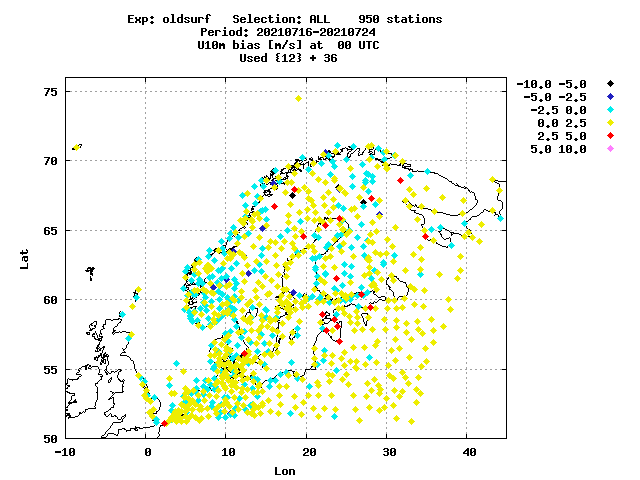 Exp: oldsurf   Selection: ALL    950 stations
Period: 20210716-20210724
U10m bias [m/s] at  00 UTC
Used {12} + 36
-10.0 -5.0
-5.0 -2.5
-2.5 0.0
0.0 2.5
2.5 5.0
5.0 10.0
75
70
65
60
55
50
Lat
-10 0 10 20 30 40
Lon